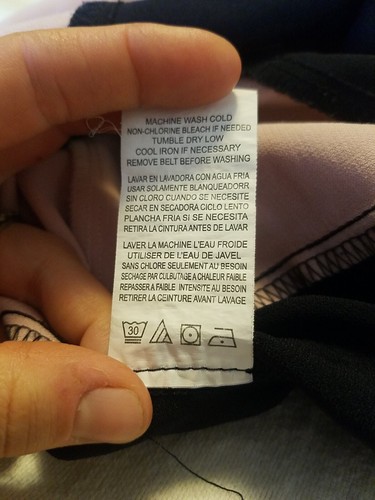 MACHINE WASH COLD
NON-CHLORINE BLEACH IF NEEDED
TUMBLE DRY LOW
COOL IRON IF NECESSARY
REMOVE BELT BEFORE WASHING
LAVAR EN LAVADORA CON AGUA FRIA
USAR SOLAMENTE BLANQUEADORR
SIN CLORO CUANDO SE NECESITE
SECAR EN SECADORA CICLO LENTO
PLANCHA FRIA SI SE NECESITA
RETIRA LA CINTURA ANTES DE LAVAR
LAVER LA MACHINE L'EAU FROIDE
UTILISER DE L'EAU DE JAVEL
SANS CHLORE SEULEMENT AU BESOIN
SECHAGE PAR CULBUTAGE A CHALEUR FAIBLE
REPASSER A FAIBLE INTENSITE AU BESOIN
RETIRER LA CEINTURE AVANT LAVAGE
30